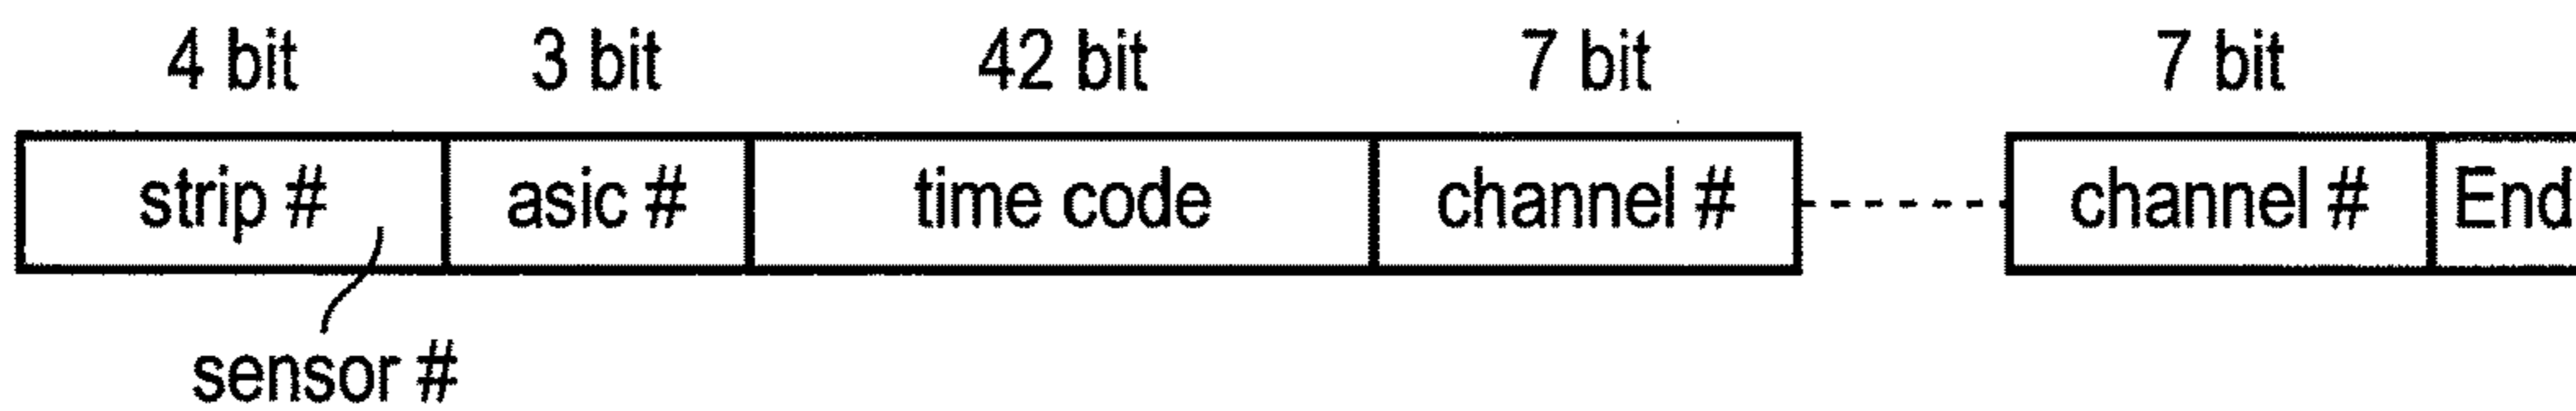 4 bit 3 bit 42 bit 7 bit 7 bit
strip # asic # time code channel # channel # End
sensor #